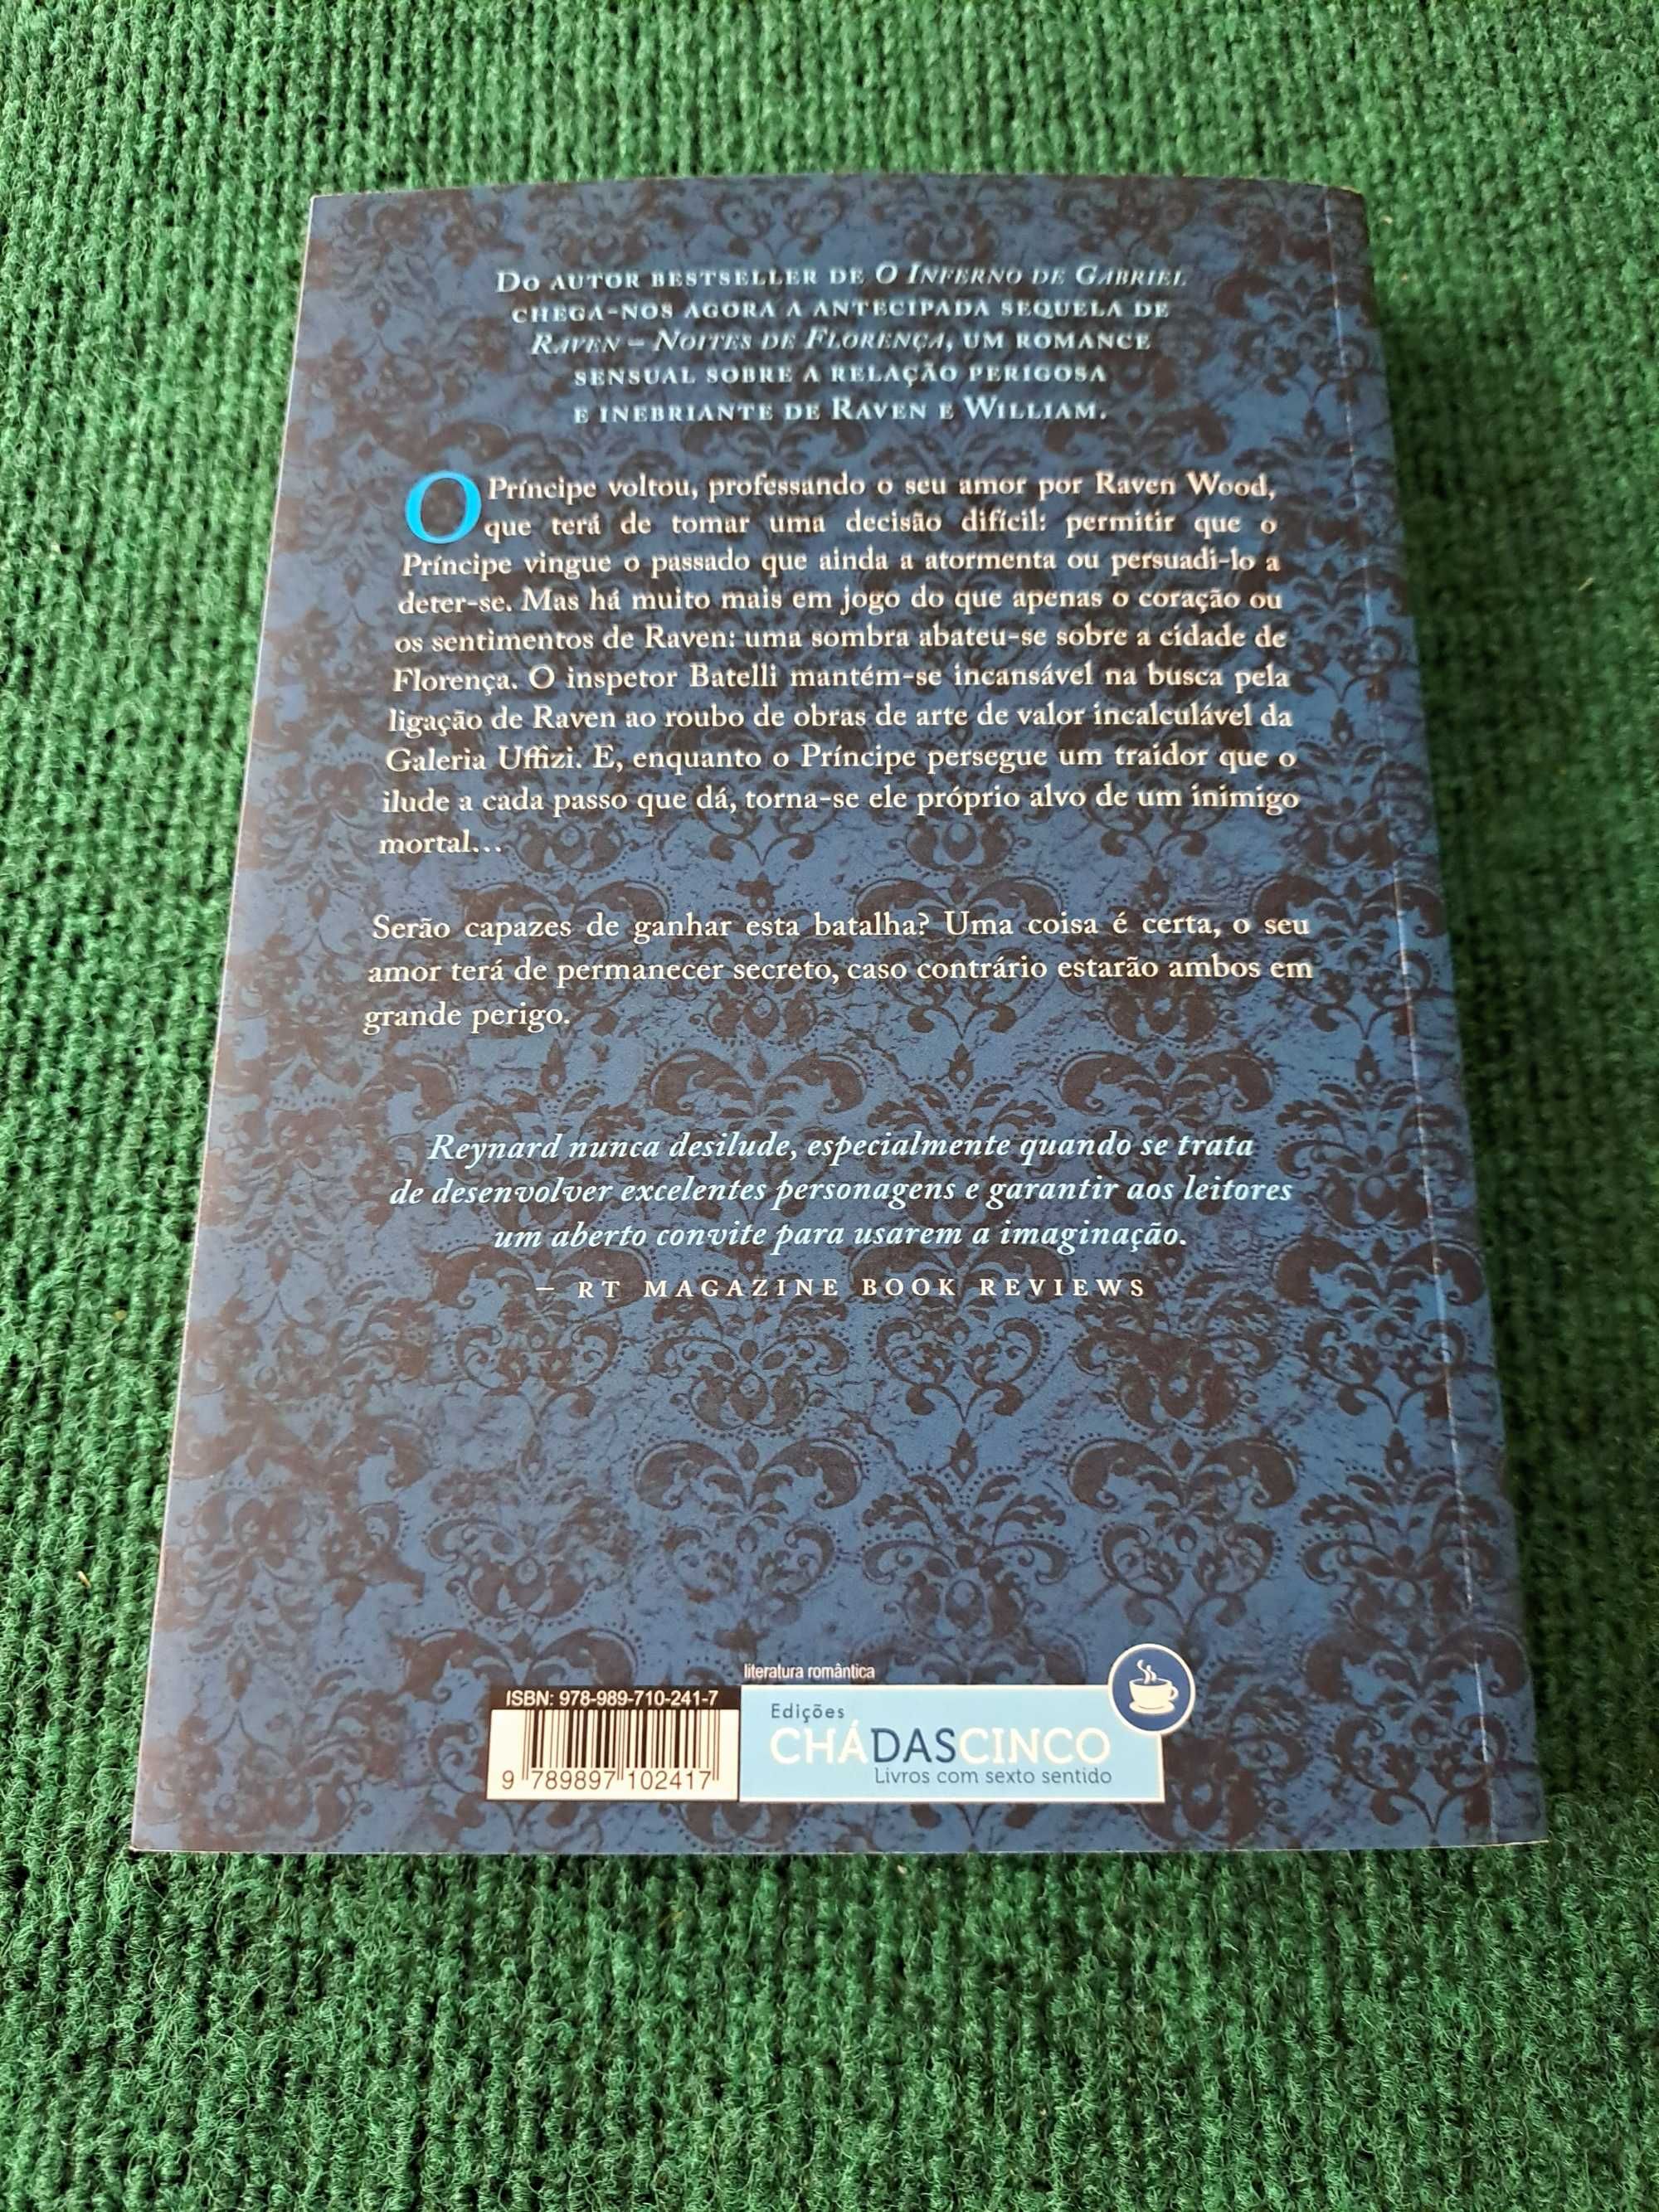 DO AUTOR BESTSELLER DE O INFERNO DE GABRIEL
CHEGA-NOS AGORA A ANTECIPADA SEQUELA DE
RAVEN – NOITES DE FLORENÇA, UM ROMANCE
SENSUAL SOBRE A RELAÇÃO PERIGOSA
E INEBRIANTE DE RAVEN E WILLIAM.
O Príncipe voltou, professando o seu amor por Raven Wood,
que terá de tomar uma decisão difícil: permitir que o
Príncipe vingue o passado que ainda a atormenta ou persuadi-lo a
deter-se. Mas há muito mais em jogo do que apenas o coração ou
os sentimentos de Raven: uma sombra abateu-se sobre a cidade de
Florença. O inspetor Batelli mantém-se incansável na busca pela
ligação de Raven ao roubo de obras de arte de valor incalculável da
Galeria Uffizi. E, enquanto o Príncipe persegue um traidor que o
ilude a cada passo que dá, torna-se ele próprio alvo de um inimigo
mortal...
Serão capazes de ganhar esta batalha? Uma coisa é certa, o seu
amor terá de permanecer secreto, caso contrário estarão ambos em
grande perigo.
Reynard nunca desilude, especialmente quando se trata
de desenvolver excelentes personagens e garantir aos leitores
um aberto convite para usarem a imaginação.
– RT MAGAZINE BOOK REVIEWS
literatura romântica
ISBN: 978-989-710-241-7
9 789897 102417
Edições
CHÁDASCINCO
Livros com sexto sentido